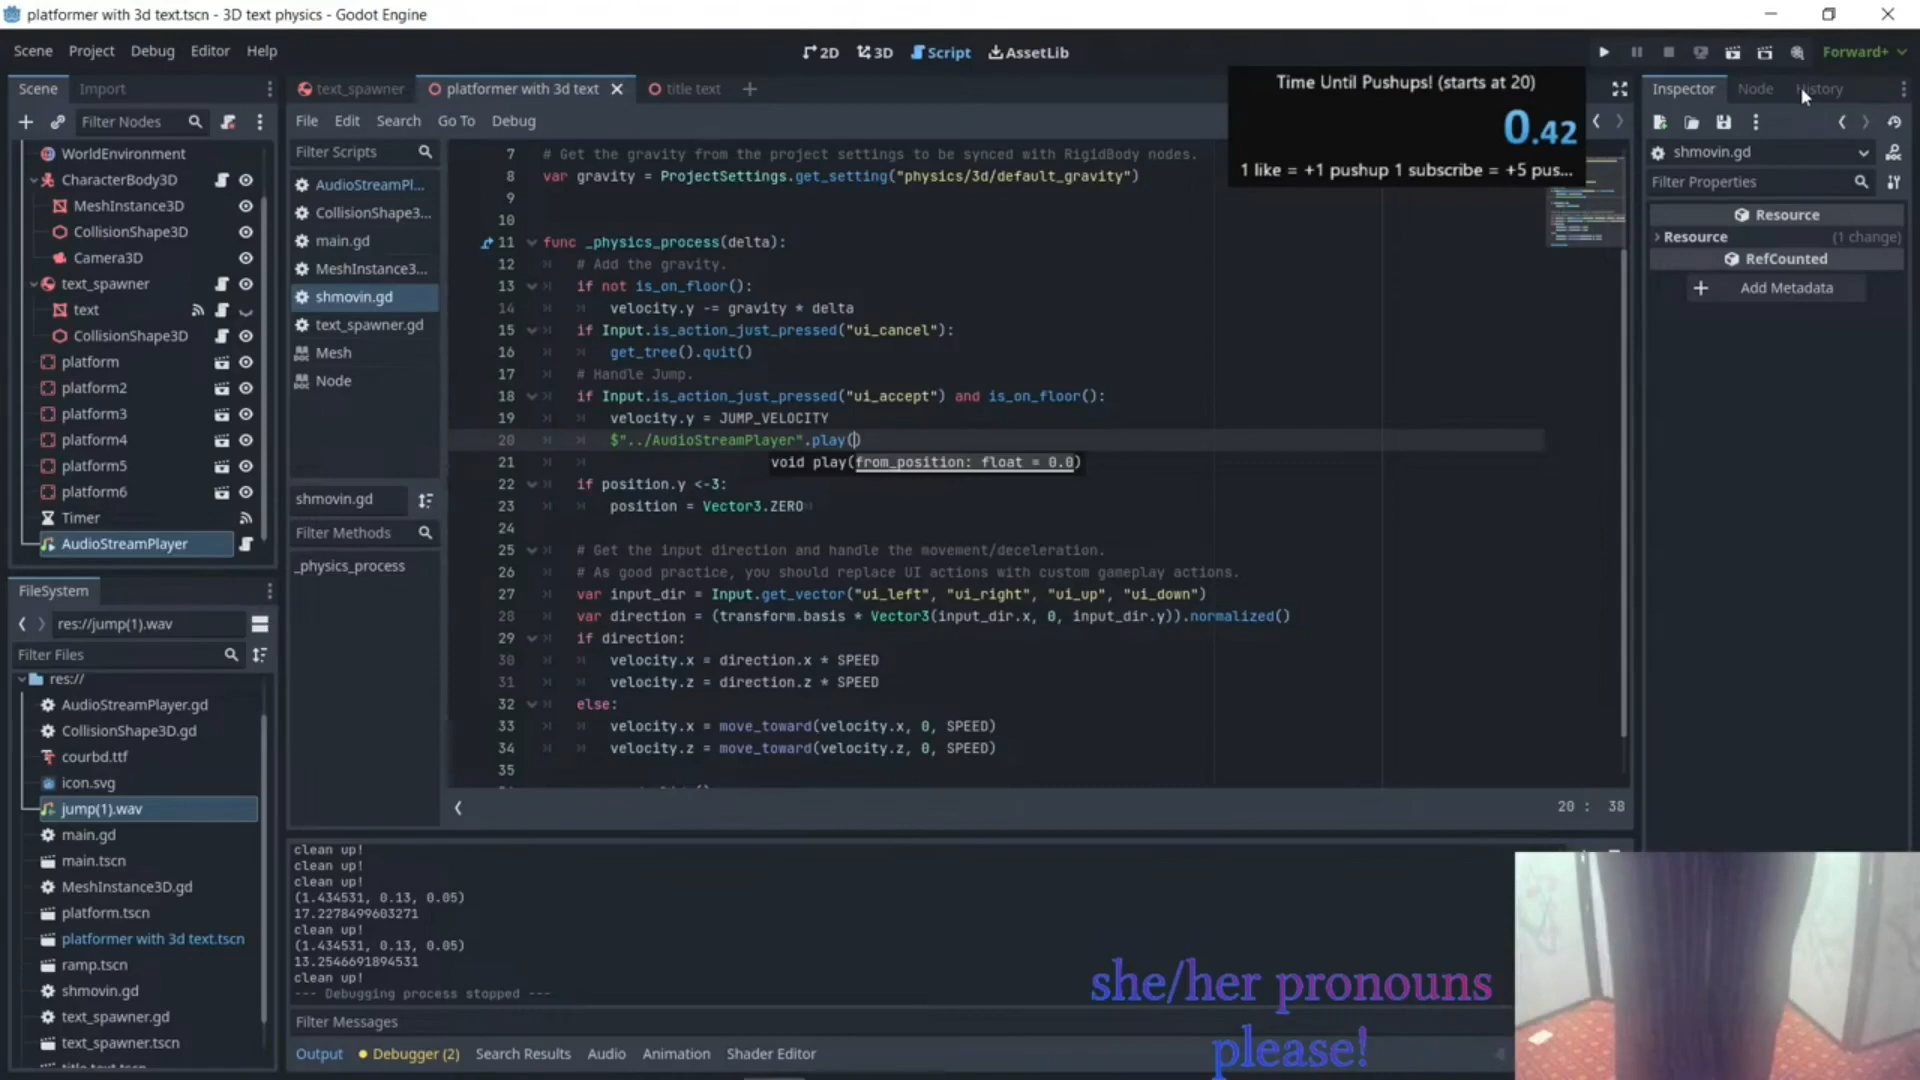 platformer with 3d text.tscn - 3D text physics - Godot Engine
Scene Project Debug Editor Help
2D 3D Script AssetLib
Forward+
Scene Import
text_spawner platformer with 3d text title text
Time Until Pushups! (starts at 20)
0.42
1 like = +1 pushup 1 subscribe = +5 pus...
Inspector Node History
Filter Nodes
File Edit Search Go To Debug
shmovin.gd
Filter Properties
Resource
Resource (1 change)
RefCounted
Add Metadata
WorldEnvironment
CharacterBody3D
MeshInstance3D
CollisionShape3D
Camera3D
text_spawner
text
CollisionShape3D
platform
platform2
platform3
platform4
platform5
platform6
Timer
AudioStreamPlayer
FileSystem
res://jump(1).wav
Filter Files
res://
AudioStreamPlayer.gd
CollisionShape3D.gd
courbd.ttf
icon.svg
jump(1).wav
main.gd
main.tscn
MeshInstance3D.gd
platform.tscn
platformer with 3d text.tscn
ramp.tscn
shmovin.gd
text_spawner.gd
text_spawner.tscn
title text.tscn
Filter Scripts
AudioStreamPl...
CollisionShape3...
main.gd
MeshInstance3...
shmovin.gd
text_spawner.gd
Mesh
Node
shmovin.gd
Filter Methods
_physics_process
7 # Get the gravity from the project settings to be synced with RigidBody nodes.
8 var gravity = ProjectSettings.get_setting("physics/3d/default_gravity")
9
10
11 func _physics_process(delta):
12 # Add the gravity.
13 if not is_on_floor():
14 velocity.y -= gravity * delta
15 if Input.is_action_just_pressed("ui_cancel"):
16 get_tree().quit()
17 # Handle Jump.
18 if Input.is_action_just_pressed("ui_accept") and is_on_floor():
19 velocity.y = JUMP_VELOCITY
20 $"../AudioStreamPlayer".play()
21 void play(from_position: float = 0.0)
22 if position.y <-3:
23 position = Vector3.ZERO
24
25 # Get the input direction and handle the movement/deceleration.
26 # As good practice, you should replace UI actions with custom gameplay actions.
27 var input_dir = Input.get_vector("ui_left", "ui_right", "ui_up", "ui_down")
28 var direction = (transform.basis * Vector3(input_dir.x, 0, input_dir.y)).normalized()
29 if direction:
30 velocity.x = direction.x * SPEED
31 velocity.z = direction.z * SPEED
32 else:
33 velocity.x = move_toward(velocity.x, 0, SPEED)
34 velocity.z = move_toward(velocity.z, 0, SPEED)
35
20 : 38
clean up!
clean up!
clean up!
(1.434531, 0.13, 0.05)
17.2278499603271
clean up!
(1.434531, 0.13, 0.05)
13.2546691894531
clean up!
--- Debugging process stopped ---
Filter Messages
Output Debugger (2) Search Results Audio Animation Shader Editor
she/her pronouns
please!